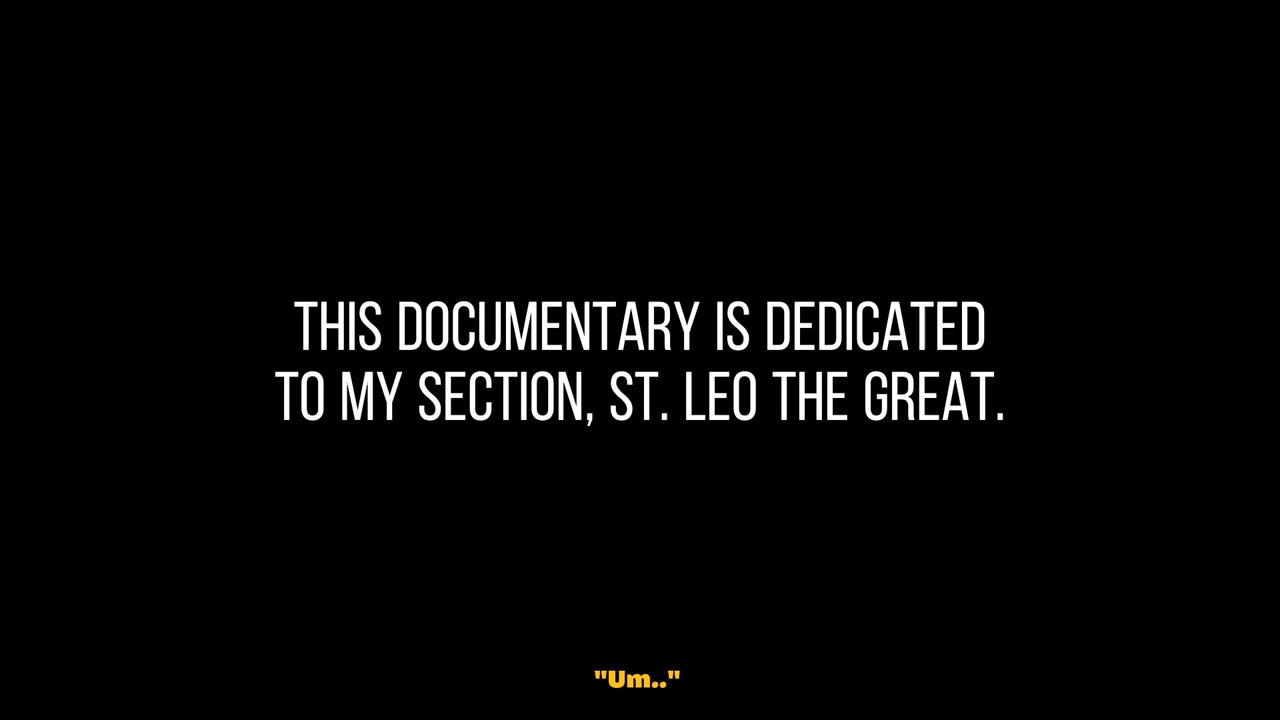 THIS DOCUMENTARY IS DEDICATED
TO MY SECTION, ST. LEO THE GREAT.
"Um.."